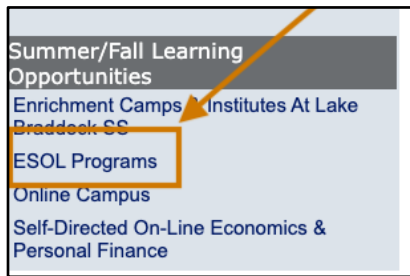 Summer/Fall Learning
Opportunities
Enrichment Camps & Institutes At Lake
Braddock SS
ESOL Programs
Online Campus
Self-Directed On-Line Economics &
Personal Finance